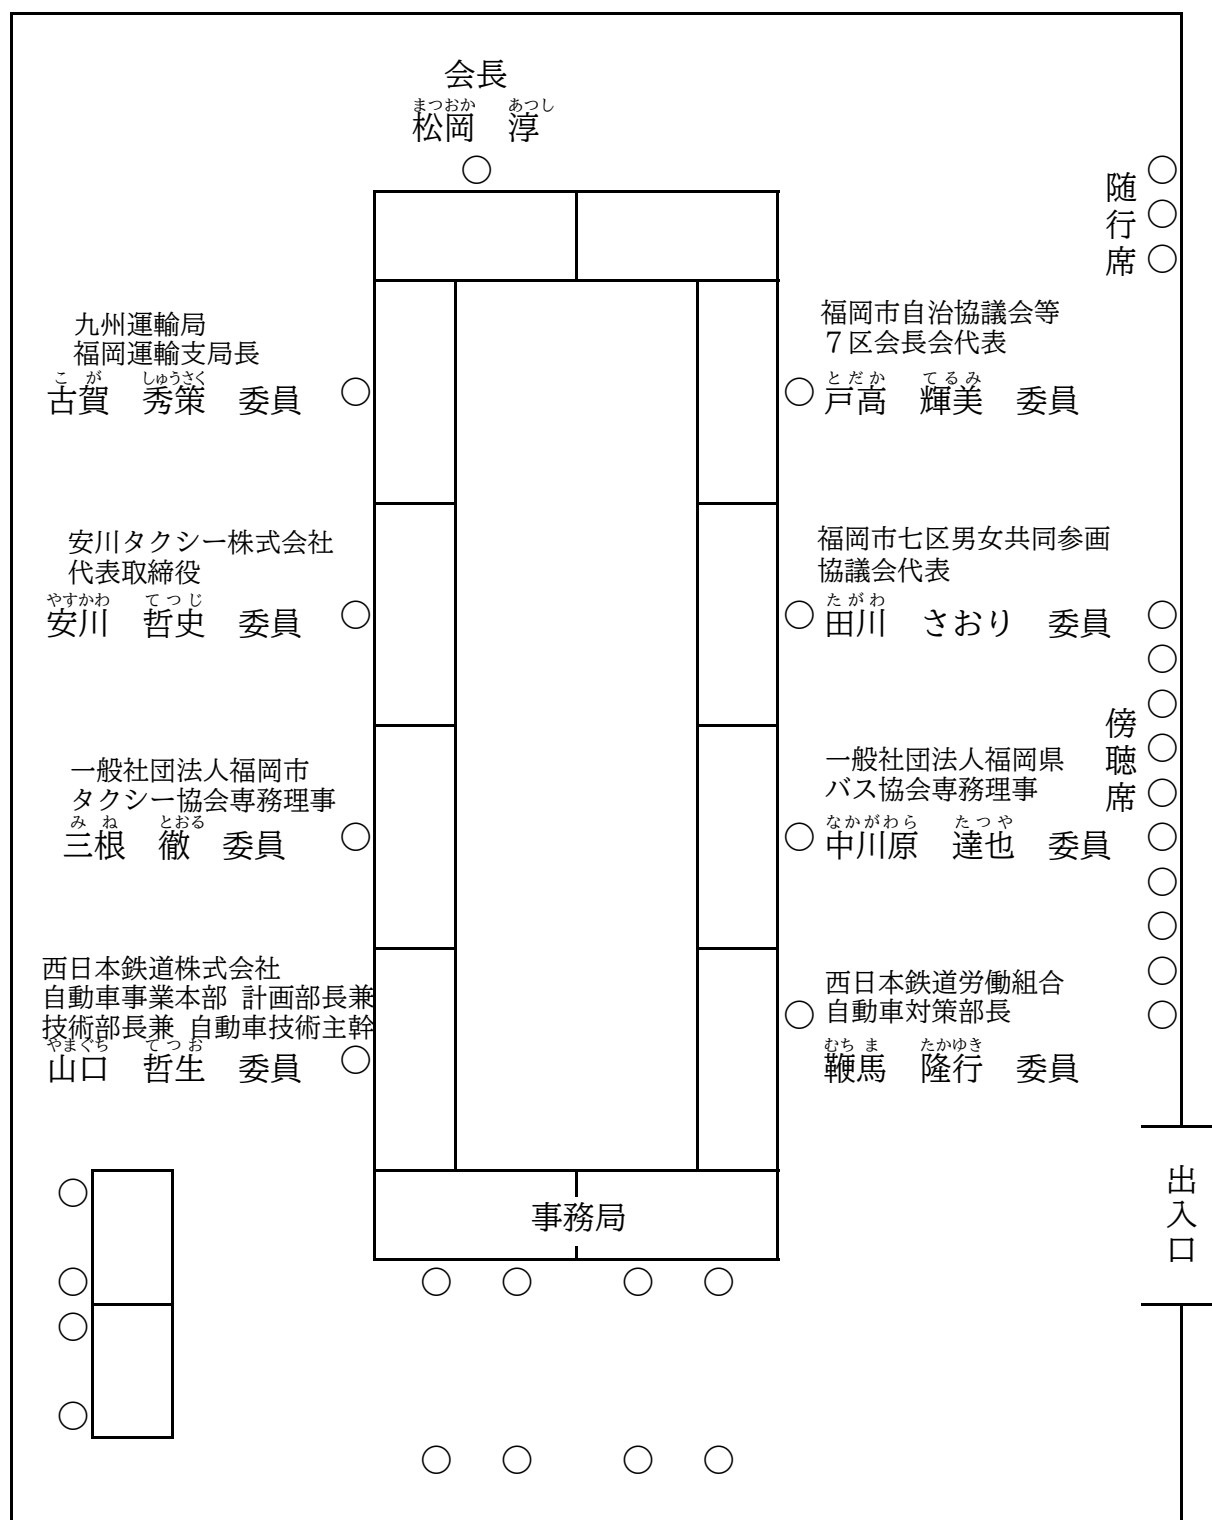 会長
まつおか　あつし
松岡　淳
随行席
九州運輸局
福岡運輸支局長
こが　しゅうさく
古賀　秀策　委員
福岡市自治協議会等
７区会長会代表
とだか　てるみ
戸高　輝美　委員
安川タクシー株式会社
代表取締役
やすかわ　てつじ
安川　哲史　委員
福岡市七区男女共同参画
協議会代表
たがわ
田川　さおり　委員
傍聴席
一般社団法人福岡市
タクシー協会専務理事
みね　とおる
三根　徹　委員
一般社団法人福岡県
バス協会専務理事
なかがわら　たつや
中川原　達也　委員
西日本鉄道株式会社
自動車事業本部 計画部長兼
技術部長兼 自動車技術主幹
やまぐち　てつお
山口　哲生　委員
西日本鉄道労働組合
自動車対策部長
むちま　たかゆき
鞭馬　隆行　委員
出入口
事務局